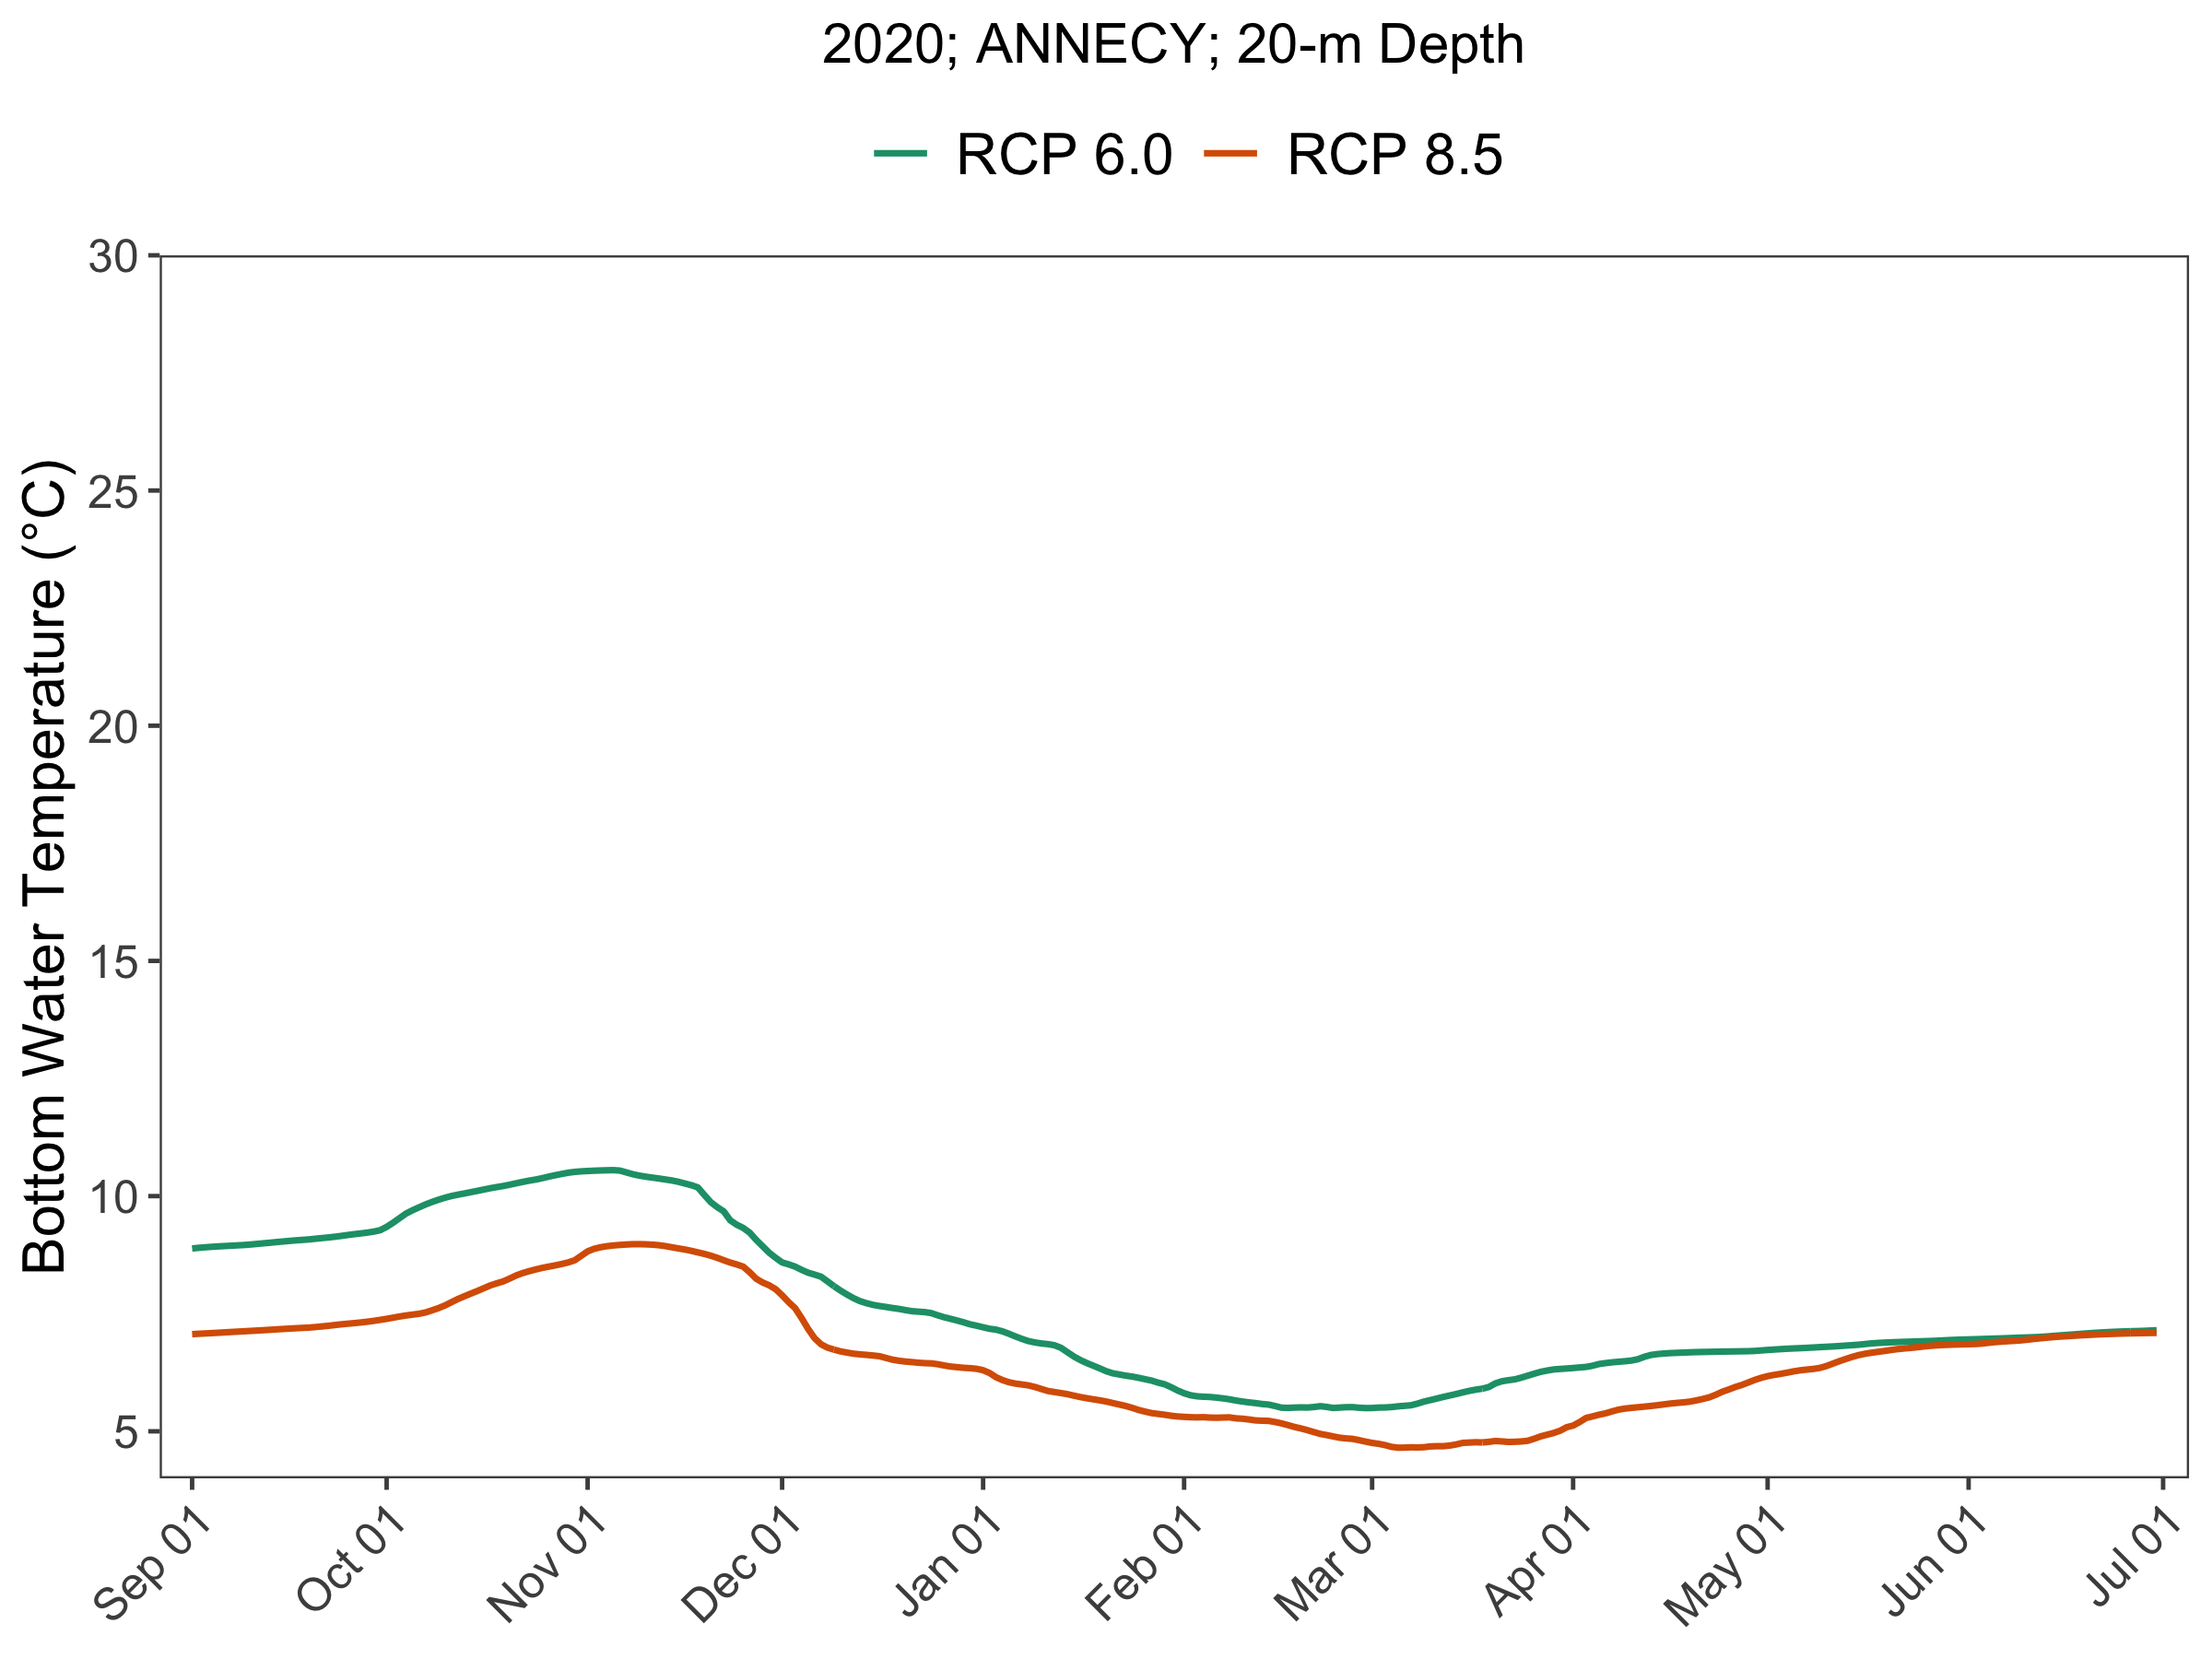 2020; ANNECY; 20-m Depth
RCP 6.0 RCP 8.5
Bottom Water Temperature (°C)
30
25
20
15
10
5
Sep 01
Oct 01
Nov 01
Dec 01
Jan 01
Feb 01
Mar 01
Apr 01
May 01
Jun 01
Jul 01